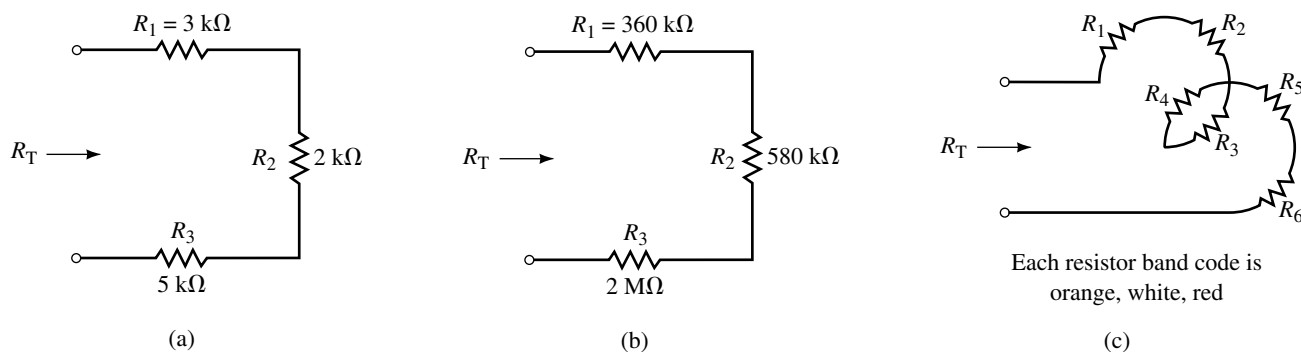 R1 = 3 kΩ
RT
R2
2 kΩ
R3
5 kΩ
(a)
R1 = 360 kΩ
RT
R2
580 kΩ
R3
2 MΩ
(b)
R1
R2
R4
R5
R3
RT
R6
Each resistor band code is
orange, white, red
(c)